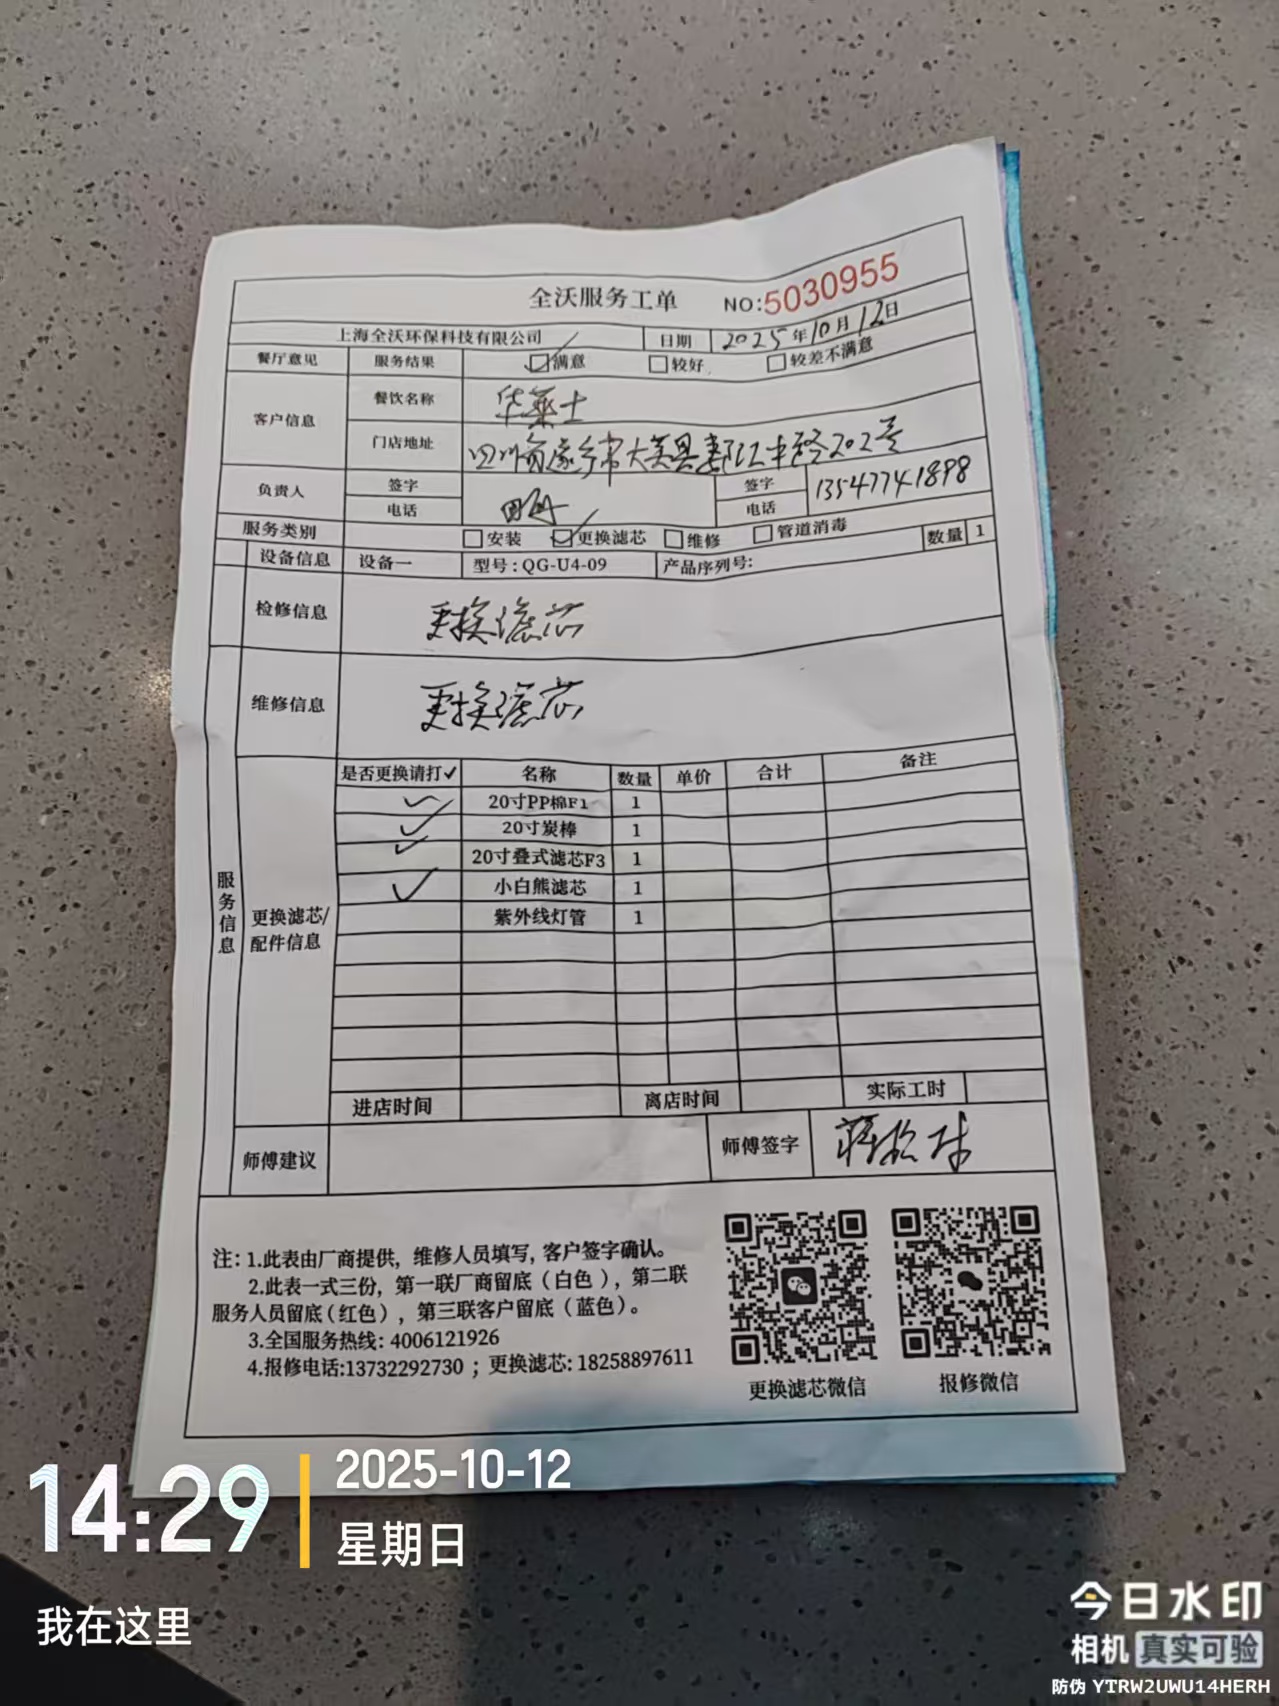 全沃服务工单 NO:5030955
上海全沃环保科技有限公司 日期 2025年10月12日
餐厅意见 服务结果 满意 较好 较差不满意
客户信息 餐饮名称 华莱士
门店地址 四川省遂宁市大英县郪江中路202号
负责人 签字 签字 13547741898
电话 电话
服务类别 安装 更换滤芯 维修 管道消毒
设备信息 设备一 型号:QG-U4-09 产品序列号: 数量 1
检修信息 更换滤芯
维修信息 更换滤芯
服务信息
更换滤芯/配件信息
是否更换请打✓ 名称 数量 单价 合计 备注
✓ 20寸PP棉F1 1
✓ 20寸炭棒 1
✓ 20寸叠式滤芯F3 1
✓ 小白熊滤芯 1
紫外线灯管 1
进店时间 离店时间 实际工时
师傅建议 师傅签字
注:1.此表由厂商提供,维修人员填写,客户签字确认。
2.此表一式三份,第一联厂商留底(白色),第二联
服务人员留底(红色),第三联客户留底(蓝色)。
3.全国服务热线:4006121926
4.报修电话:13732292730;更换滤芯:18258897611
更换滤芯微信 报修微信
14:29 2025-10-12
星期日
我在这里
今日水印
相机 真实可验
防伪 YTRW2UWU14HERH